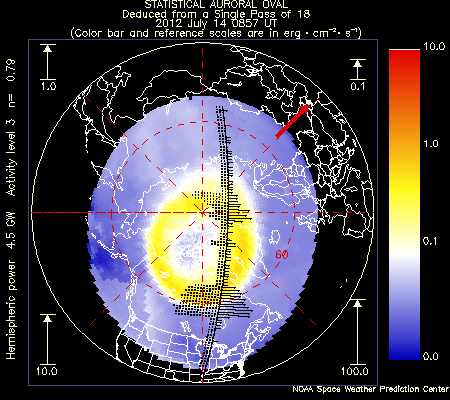 STATISTICAL AURORAL OVAL
Deduced from a Single Pass of 18
2012 July 14 0857 UT
(Color bar and reference scales are in erg·cm⁻²·s⁻¹)
Hemispheric power 4.5 GW Activity level 3 n= 0.79
1.0
0.1
10.0
100.0
60
10.0
1.0
0.1
0.0
NOAA Space Weather Prediction Center